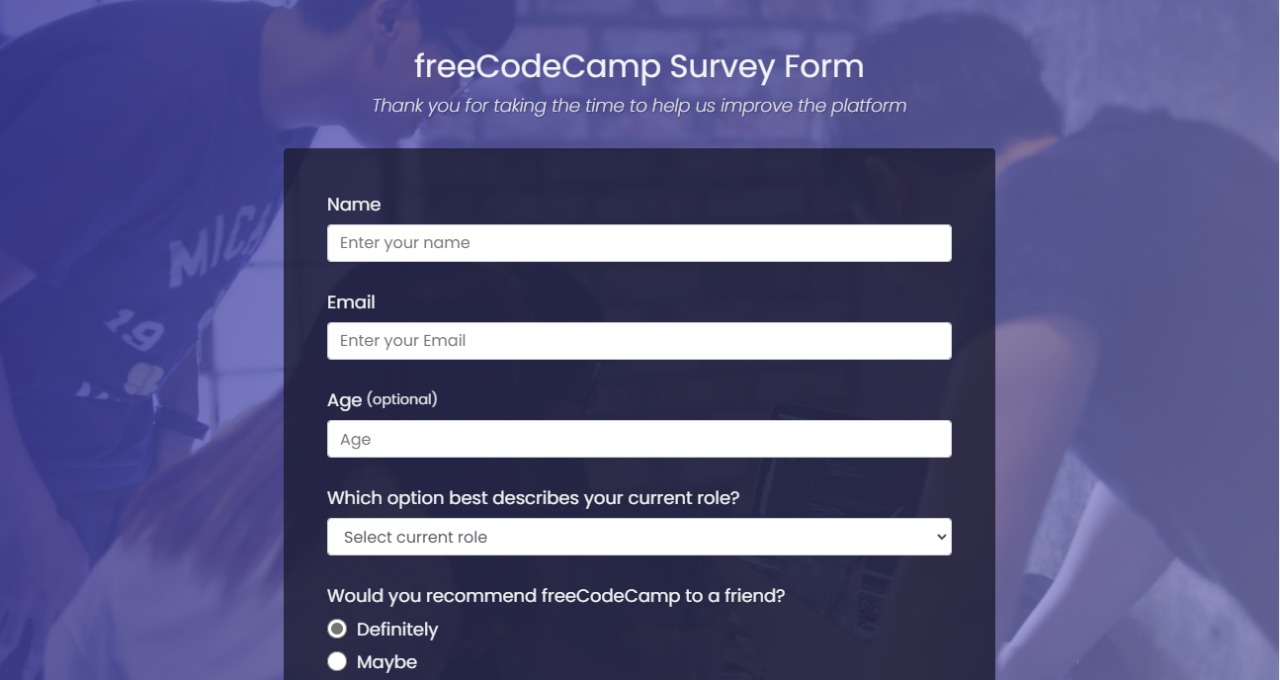 freeCodeCamp Survey Form
Thank you for taking the time to help us improve the platform
Name
Enter your name
Email
Enter your Email
Age (optional)
Age
Which option best describes your current role?
Select current role
Would you recommend freeCodeCamp to a friend?
Definitely
Maybe
MICH
19